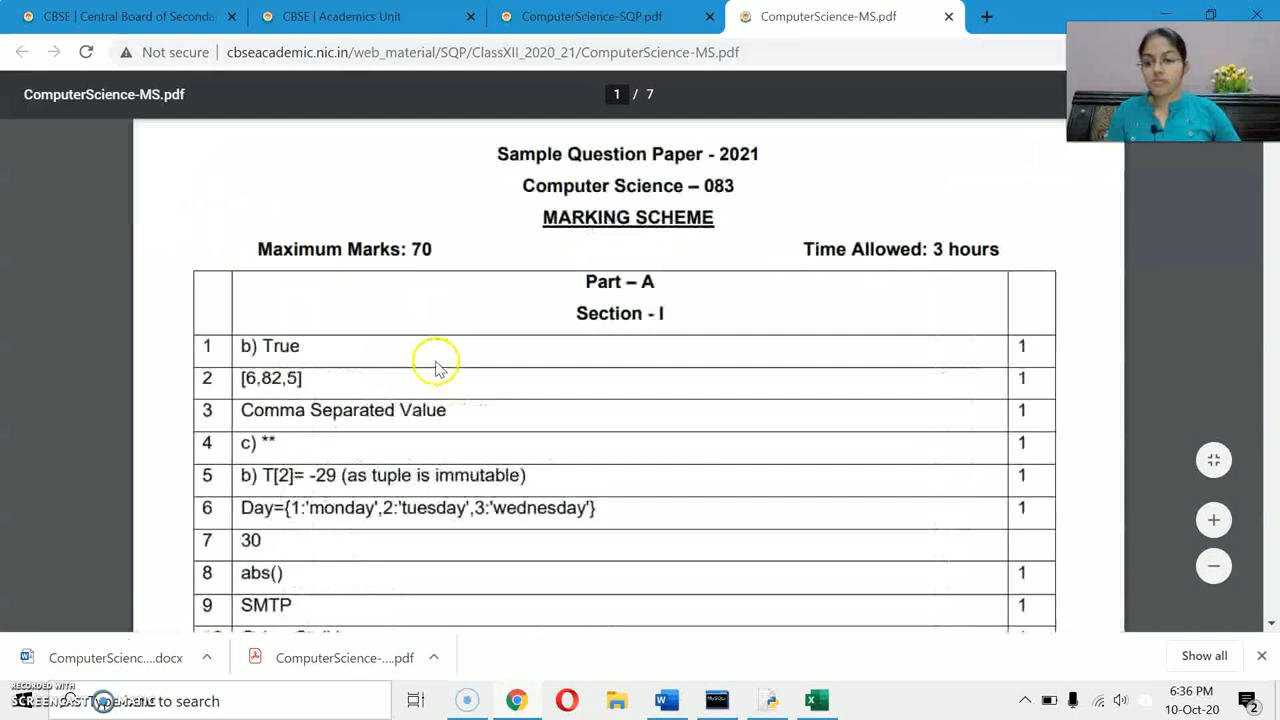 CBSE | Central Board of Seconda
CBSE | Academics Unit
ComputerScience-SQP.pdf
ComputerScience-MS.pdf
Not secure
cbseacademic.nic.in/web_material/SQP/ClassXII_2020_21/ComputerScience-MS.pdf
ComputerScience-MS.pdf
1 / 7
Sample Question Paper - 2021
Computer Science – 083
MARKING SCHEME
Maximum Marks: 70 Time Allowed: 3 hours
Part – A
Section - I
1 b) True 1
2 [6,82,5] 1
3 Comma Separated Value 1
4 c) ** 1
5 b) T[2]= -29 (as tuple is immutable) 1
6 Day={1:'monday',2:'tuesday',3:'wednesday'} 1
7 30
8 abs() 1
9 SMTP 1
ComputerScienc....docx
ComputerScience-....pdf
Show all
RECORDED WITH
SCREENCAST-O-MATIC
to search
6:36 PM
10-Oct-20
2